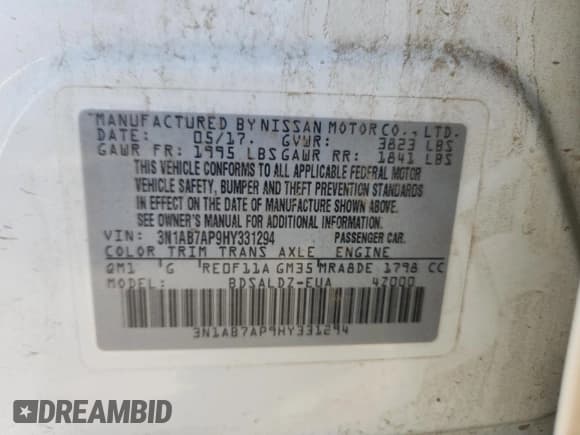 MANUFACTURED BY NISSAN MOTOR CO., LTD.
DATE: 05/17. GVWR: 3823 LBS
GAWR FR: 1995 LBS GAWR RR: 1841 LBS
THIS VEHICLE CONFORMS TO ALL APPLICABLE FEDERAL MOTOR
VEHICLE SAFETY, BUMPER AND THEFT PREVENTION STANDARDS
IN EFFECT ON THE DATE OF MANUFACTURE SHOWN ABOVE.
SEE OWNER'S MANUAL FOR ADDITIONAL INFORMATION.
VIN: 3N1AB7AP9HY331294 PASSENGER CAR.
COLOR TRIM TRANS AXLE ENGINE
QM1 G RE0F11A GM35 MRA8DE 1798 CC
MODEL: BDSALDZ-EUA 4Z000
3N1AB7AP9HY331294
DREAMBID